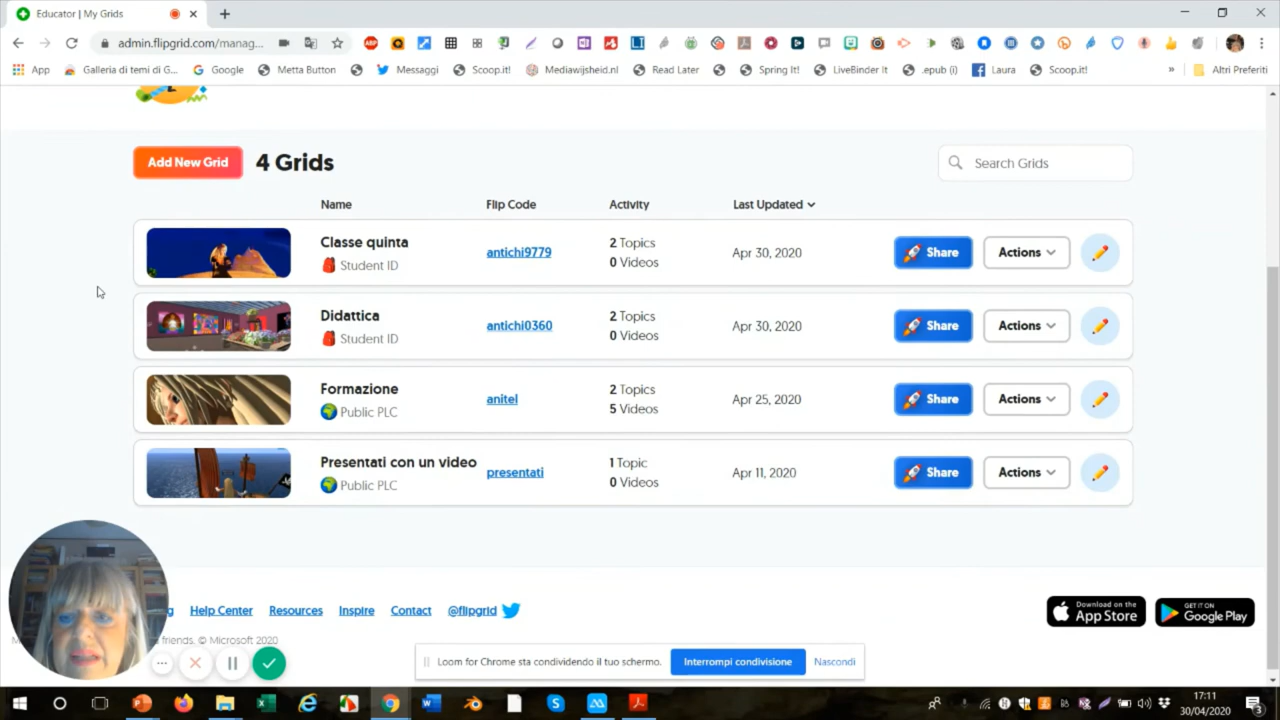 Educator | My Grids
admin.flipgrid.com/manag...
ABP
App
Galleria di temi di G...
Google
Metta Button
Messaggi
Scoop.it!
Mediawijsheid.nl
Read Later
Spring It!
LiveBinder It
.epub (i)
Laura
Scoop.it!
»
Altri Preferiti
Add New Grid
4 Grids
Search Grids
Name
Flip Code
Activity
Last Updated
Classe quinta
Student ID
antichi9779
2 Topics
0 Videos
Apr 30, 2020
Share
Actions
Didattica
Student ID
antichi0360
2 Topics
0 Videos
Apr 30, 2020
Share
Actions
Formazione
Public PLC
anitel
2 Topics
5 Videos
Apr 25, 2020
Share
Actions
Presentati con un video
Public PLC
presentati
1 Topic
0 Videos
Apr 11, 2020
Share
Actions
Help Center
Resources
Inspire
Contact
@flipgrid
Download on the
App Store
GET IT ON
Google Play
friends, © Microsoft 2020
Loom for Chrome sta condividendo il tuo schermo.
Interrompi condivisione
Nascondi
17:11
30/04/2020
3